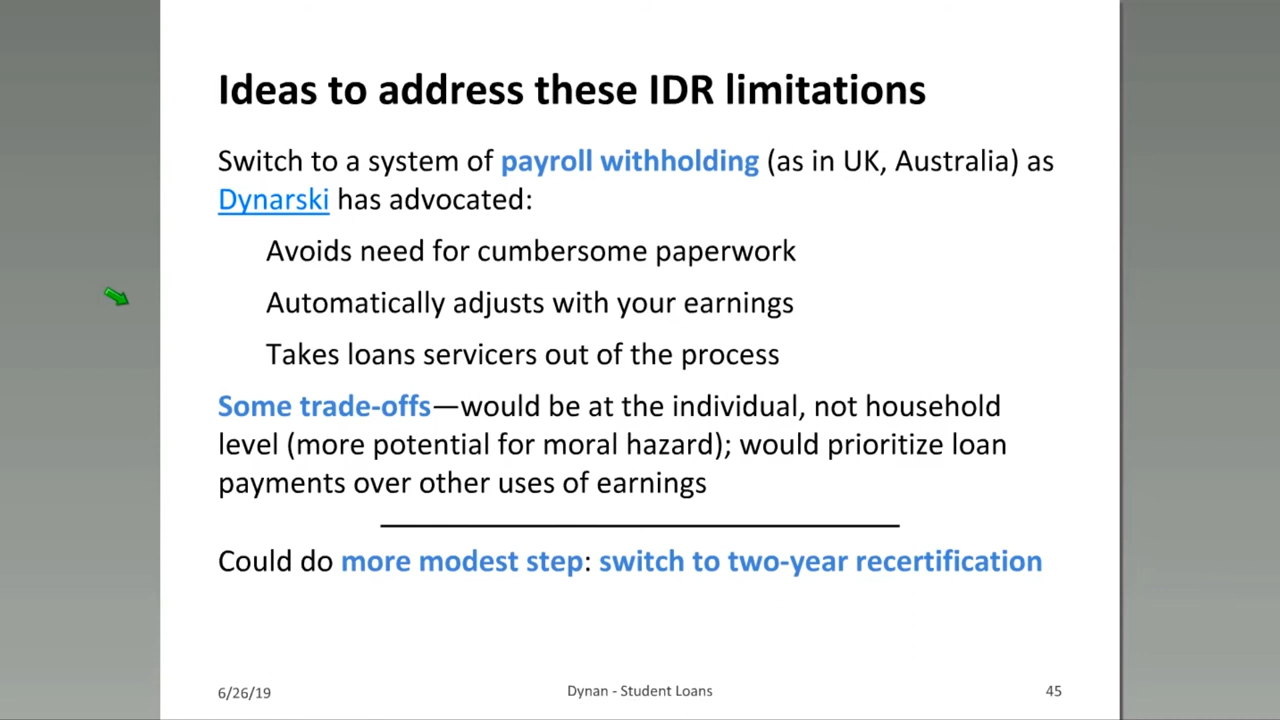 Ideas to address these IDR limitations
Switch to a system of payroll withholding (as in UK, Australia) as
Dynarski has advocated:
Avoids need for cumbersome paperwork
Automatically adjusts with your earnings
Takes loans servicers out of the process
Some trade-offs—would be at the individual, not household
level (more potential for moral hazard); would prioritize loan
payments over other uses of earnings
Could do more modest step: switch to two-year recertification
6/26/19
Dynan - Student Loans
45